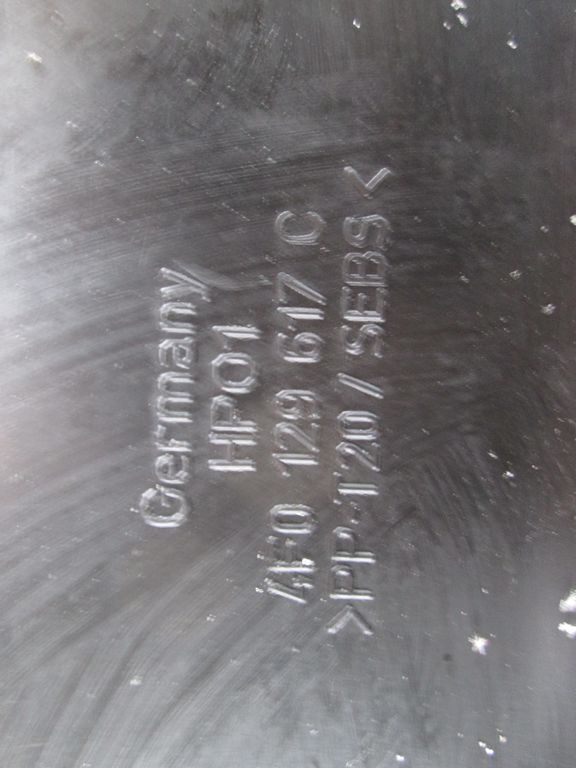 Germany
HP01
4F0 129 617 C
>PP-T20/SEBS<